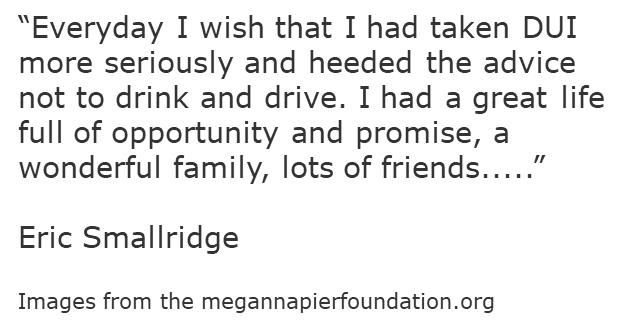 “Everyday I wish that I had taken DUI
more seriously and heeded the advice
not to drink and drive. I had a great life
full of opportunity and promise, a
wonderful family, lots of friends.....”
Eric Smallridge
Images from the megannapierfoundation.org